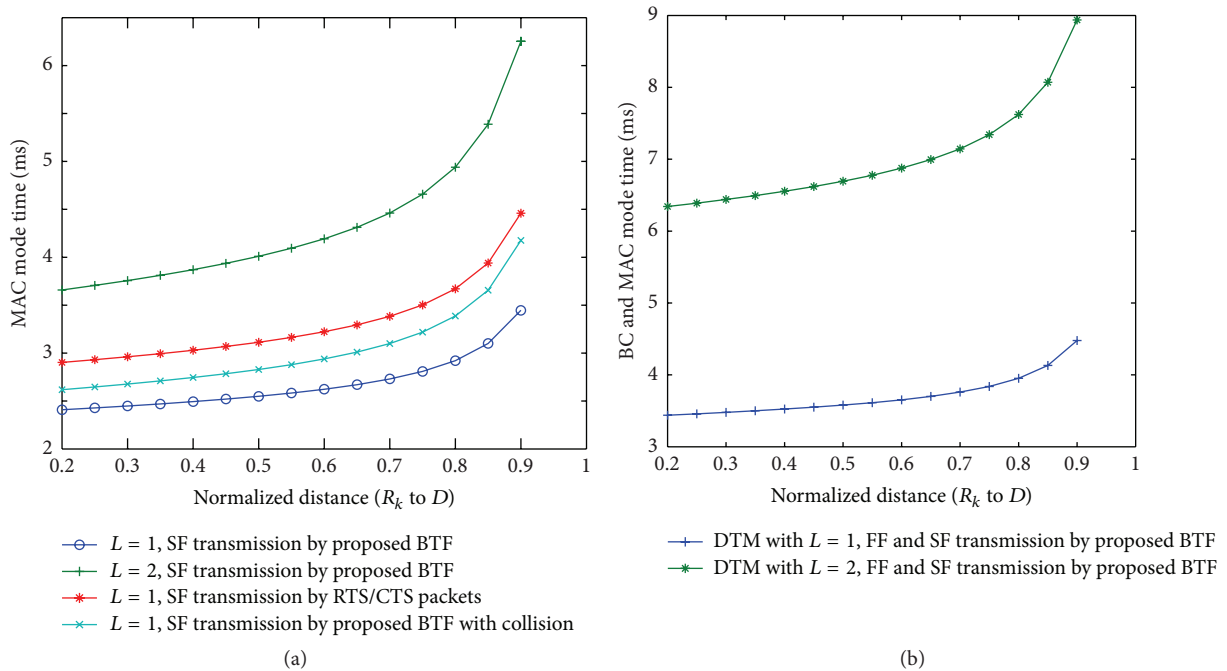 MAC mode time (ms)
6
5
4
3
2
0.2 0.3 0.4 0.5 0.6 0.7 0.8 0.9 1
Normalized distance (Rk to D)
L = 1, SF transmission by proposed BTF
L = 2, SF transmission by proposed BTF
L = 1, SF transmission by RTS/CTS packets
L = 1, SF transmission by proposed BTF with collision
(a)
BC and MAC mode time (ms)
9
8
7
6
5
4
3
0.2 0.3 0.4 0.5 0.6 0.7 0.8 0.9 1
Normalized distance (Rk to D)
DTM with L = 1, FF and SF transmission by proposed BTF
DTM with L = 2, FF and SF transmission by proposed BTF
(b)